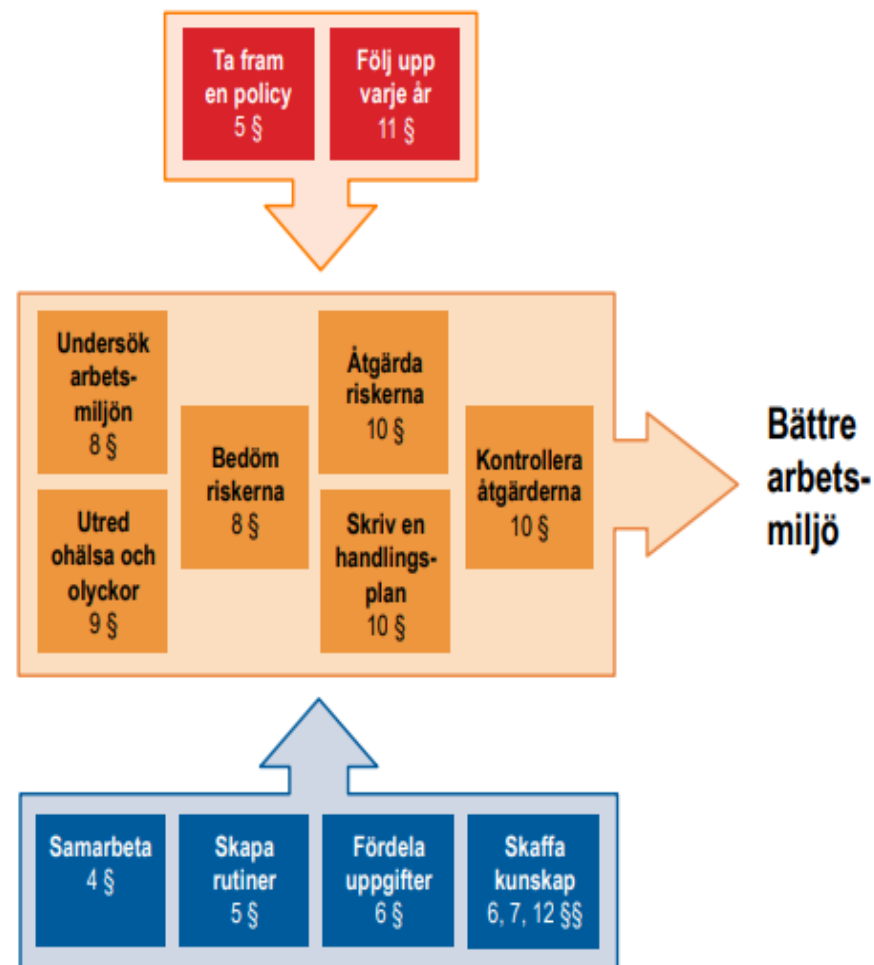 Ta fram
en policy
5 §
Följ upp
varje år
11 §
Undersök
arbets-
miljön
8 §
Utred
ohälsa och
olyckor
9 §
Bedöm
riskerna
8 §
Åtgärda
riskerna
10 §
Skriv en
handlings-
plan
10 §
Kontrollera
åtgärderna
10 §
Bättre
arbets-
miljö
Samarbeta
4 §
Skapa
rutiner
5 §
Fördela
uppgifter
6 §
Skaffa
kunskap
6, 7, 12 §§